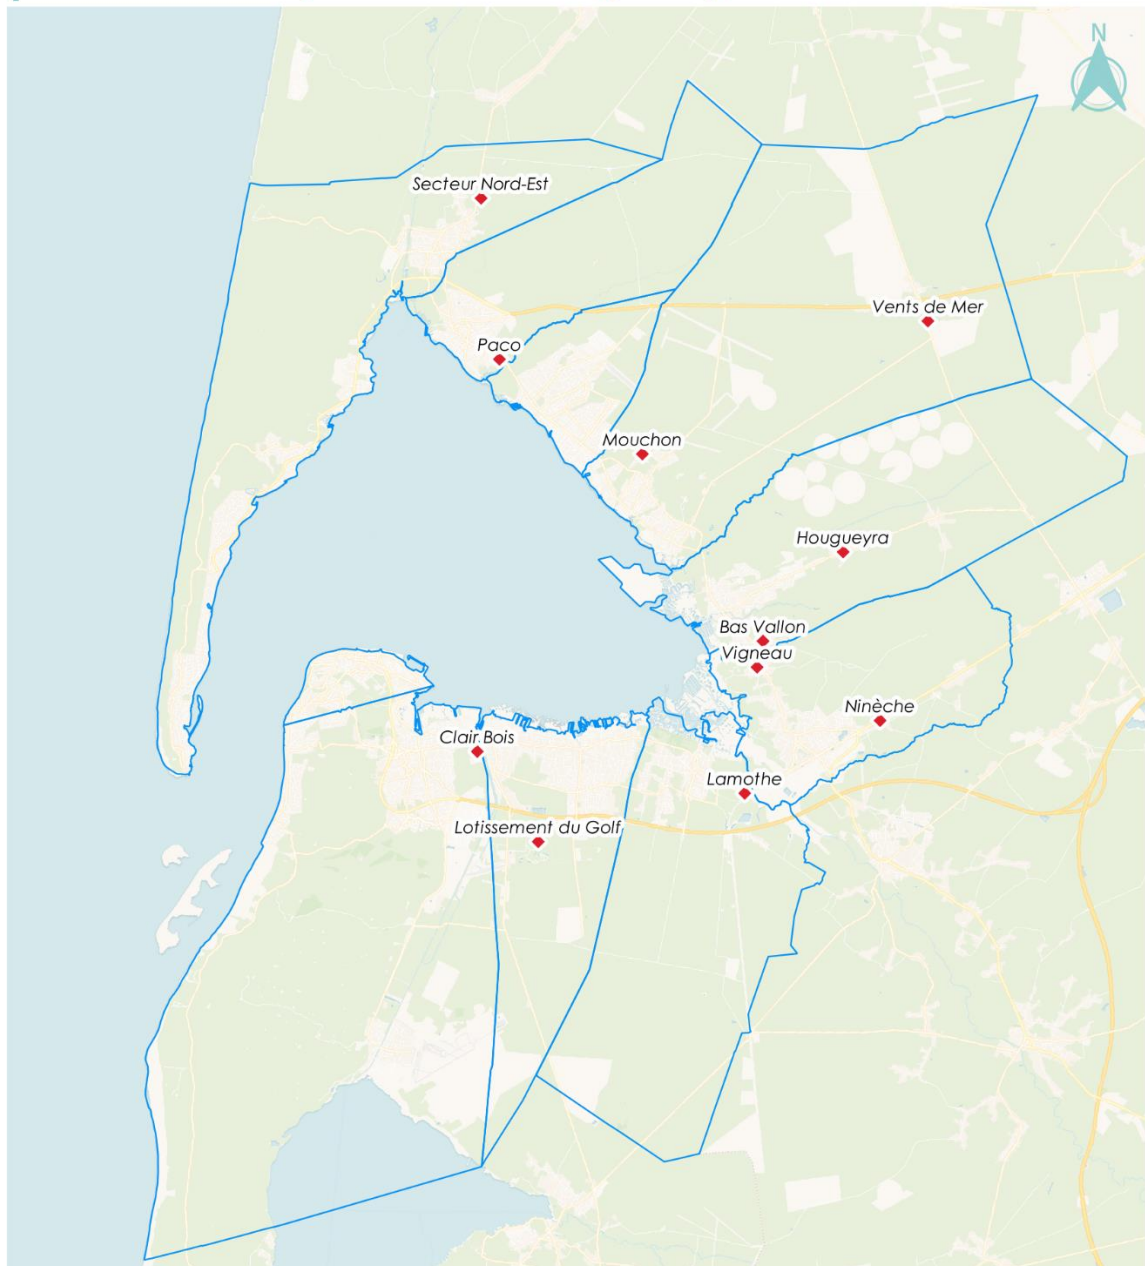 N
Secteur Nord-Est
Vents de Mer
Paco
Mouchon
Hougueyra
Bas Vallon
Vigneau
Ninèche
Clair Bois
Lamothe
Lotissement du Golf